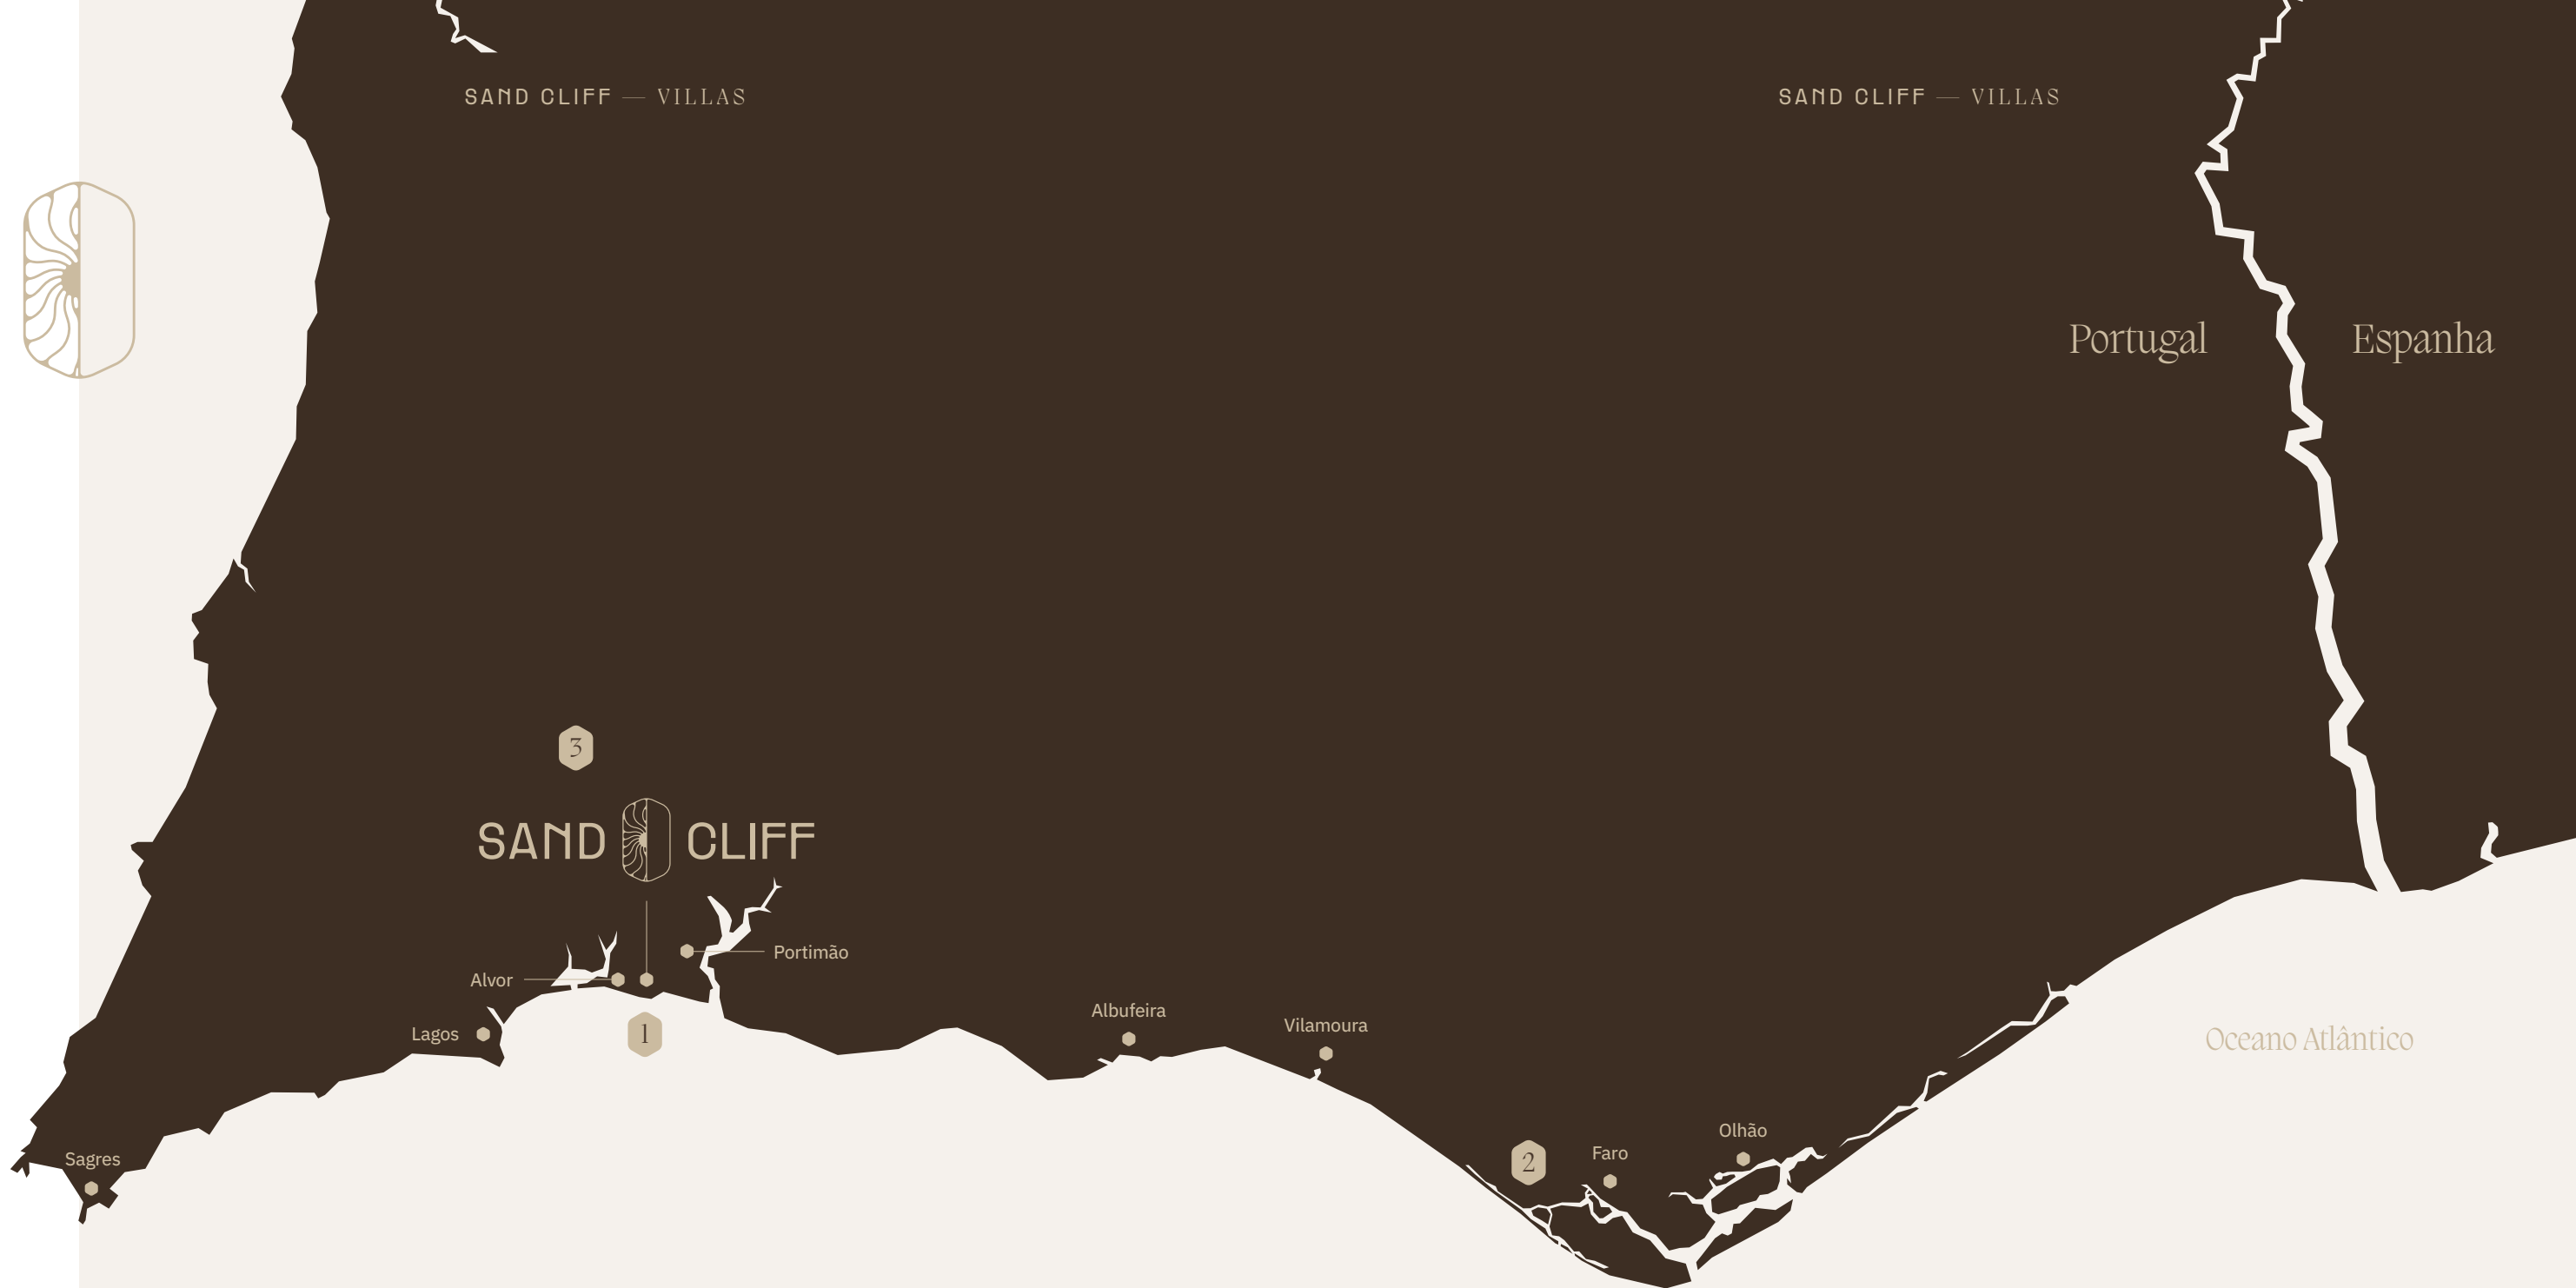 SAND CLIFF — VILLAS
SAND CLIFF — VILLAS
Portugal
Espanha
3
SAND CLIFF
Portimão
Alvor
Lagos
1
Albufeira
Vilamoura
Oceano Atlântico
Olhão
Faro
2
Sagres